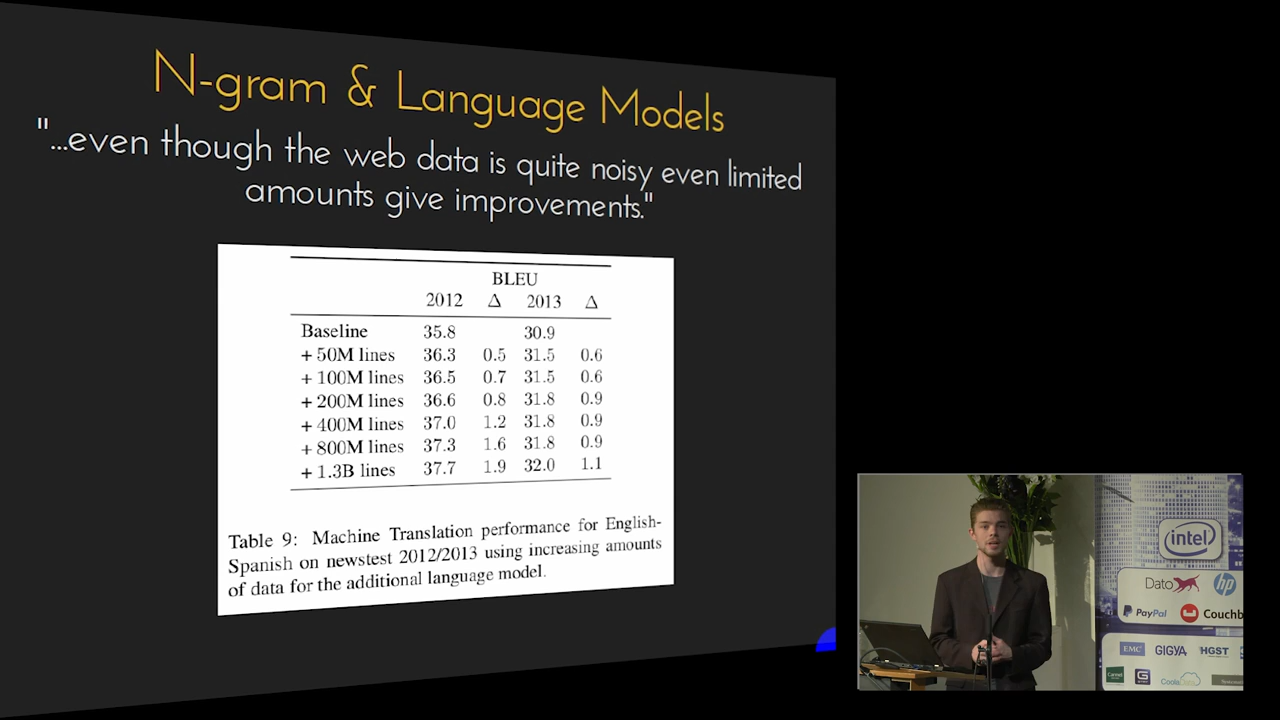 N-gram & Language Models
"...even though the web data is quite noisy even limited
amounts give improvements."
BLEU
2012 Δ 2013 Δ
Baseline 35.8 30.9
+ 50M lines 36.3 0.5 31.5 0.6
+ 100M lines 36.5 0.7 31.5 0.6
+ 200M lines 36.6 0.8 31.8 0.9
+ 400M lines 37.0 1.2 31.8 0.9
+ 800M lines 37.3 1.6 31.8 0.9
+ 1.3B lines 37.7 1.9 32.0 1.1
Table 9: Machine Translation performance for English-
Spanish on newstest 2012/2013 using increasing amounts
of data for the additional language model.
intel
Dato hp
PayPal Couchb
EMC² GIGYA HGST